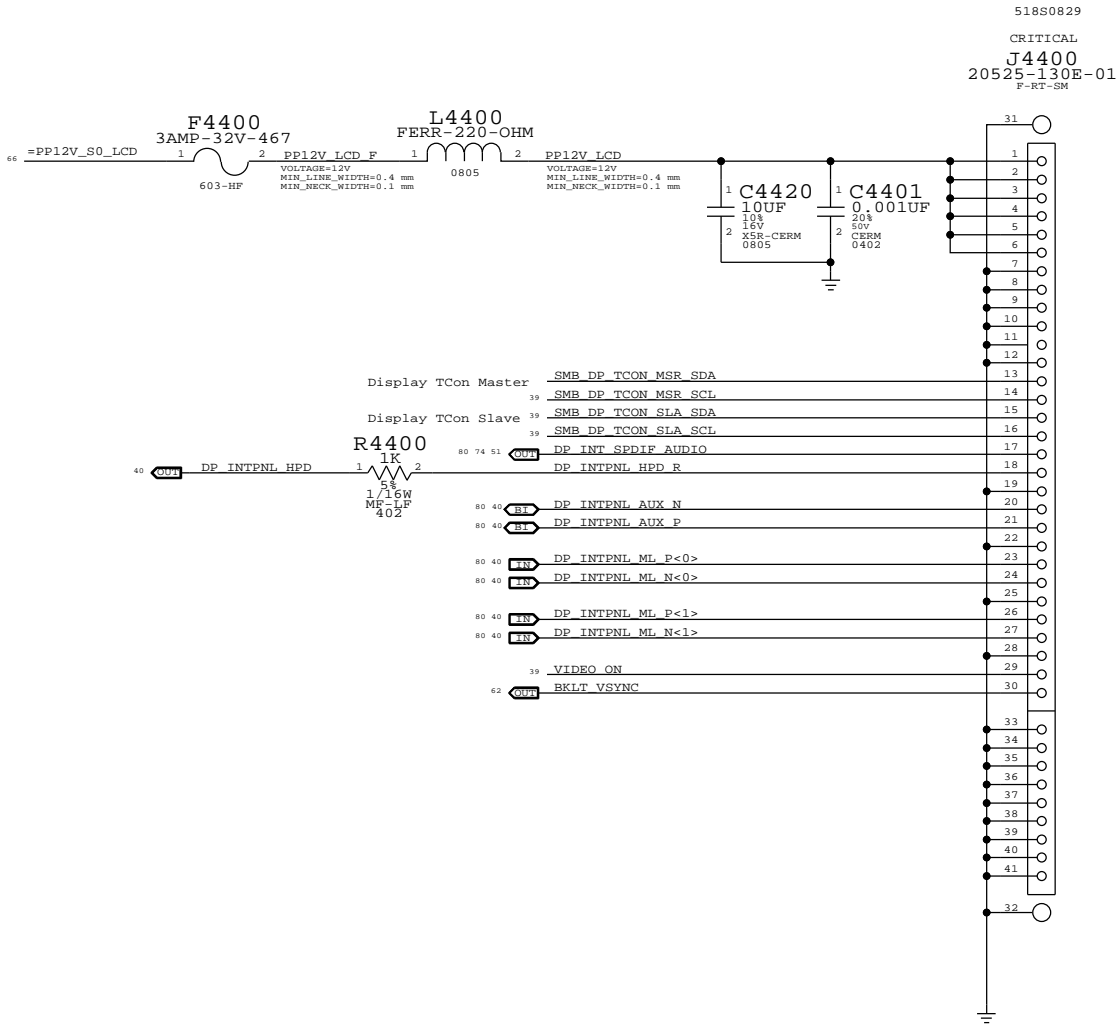 518S0829
CRITICAL
J4400
20525-130E-01
F-RT-SM
F4400
3AMP-32V-467
66 =PP12V_S0_LCD 1 2 PP12V_LCD_F
603-HF
VOLTAGE=12V
MIN_LINE_WIDTH=0.4 mm
MIN_NECK_WIDTH=0.1 mm
L4400
FERR-220-OHM
1 2 PP12V_LCD
0805
VOLTAGE=12V
MIN_LINE_WIDTH=0.4 mm
MIN_NECK_WIDTH=0.1 mm
1 C4420
10UF
10%
16V
2 X5R-CERM
0805
1 C4401
0.001UF
20%
50V
2 CERM
0402
31
1
2
3
4
5
6
7
8
9
10
11
12
Display TCon Master SMB_DP_TCON_MSR_SDA 13
39 SMB_DP_TCON_MSR_SCL 14
Display TCon Slave 39 SMB_DP_TCON_SLA_SDA 15
39 SMB_DP_TCON_SLA_SCL 16
80 74 51 OUT DP_INT_SPDIF_AUDIO 17
R4400
1K
40 OUT DP_INTPNL_HPD 1 2 DP_INTPNL_HPD_R 18
5%
1/16W
MF-LF
402
19
80 40 BI DP_INTPNL_AUX_N 20
80 40 BI DP_INTPNL_AUX_P 21
22
80 40 IN DP_INTPNL_ML_P<0> 23
80 40 IN DP_INTPNL_ML_N<0> 24
25
80 40 IN DP_INTPNL_ML_P<1> 26
80 40 IN DP_INTPNL_ML_N<1> 27
28
39 VIDEO_ON 29
62 OUT BKLT_VSYNC 30
33
34
35
36
37
38
39
40
41
32